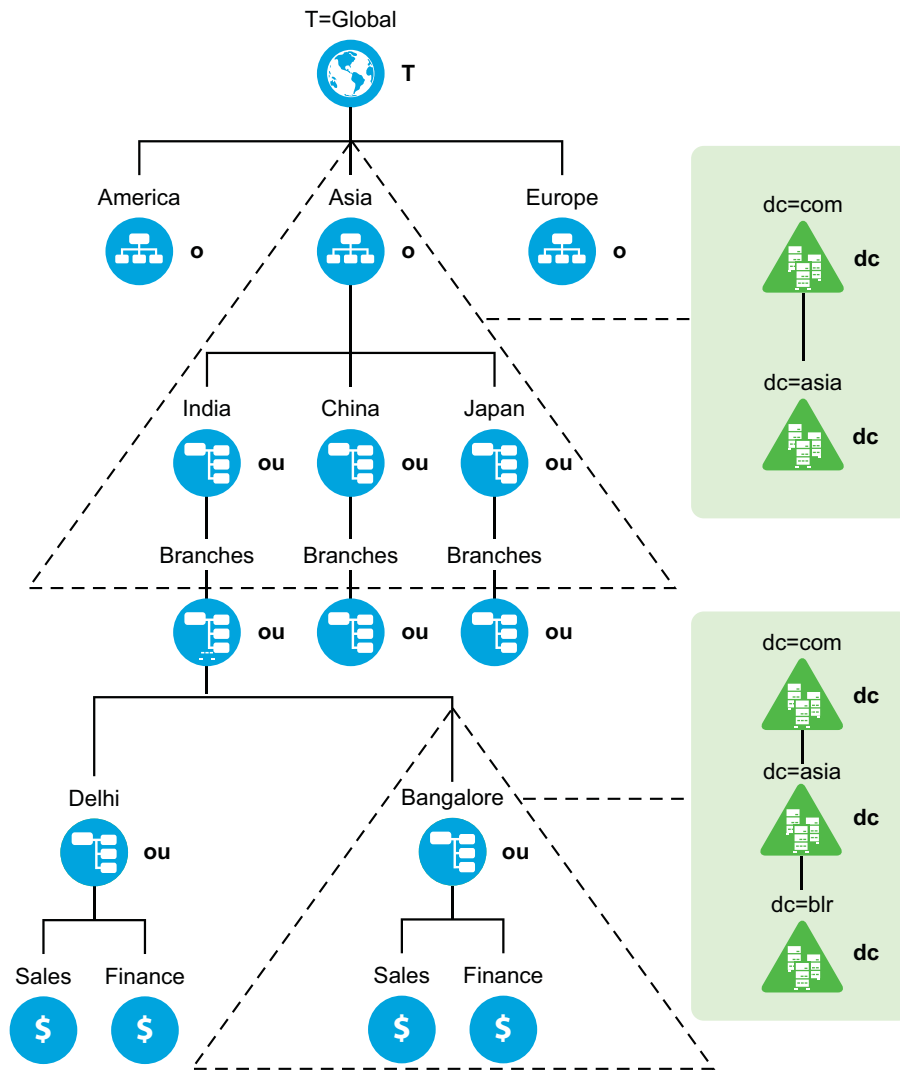 T=Global
T
America
Asia
Europe
o
o
o
India
China
Japan
ou
ou
ou
Branches
Branches
Branches
ou
ou
ou
Delhi
Bangalore
ou
ou
Sales
Finance
Sales
Finance
$
$
$
$
dc=com
dc
dc=asia
dc
dc=com
dc
dc=asia
dc
dc=blr
dc